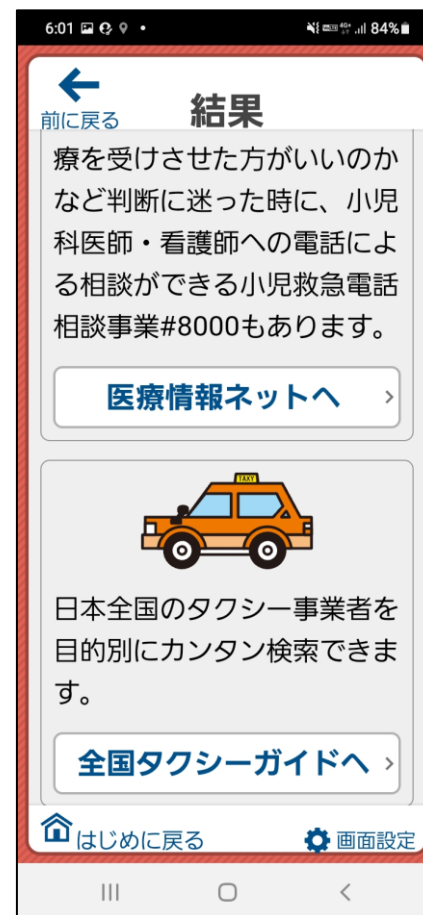 6:01 84%
前に戻る
結果
療を受けさせた方がいいのか
など判断に迷った時に、小児
科医師・看護師への電話によ
る相談ができる小児救急電話
相談事業#8000もあります。
医療情報ネットへ
TAXY
日本全国のタクシー事業者を
目的別にカンタン検索できま
す。
全国タクシーガイドへ
はじめに戻る 画面設定